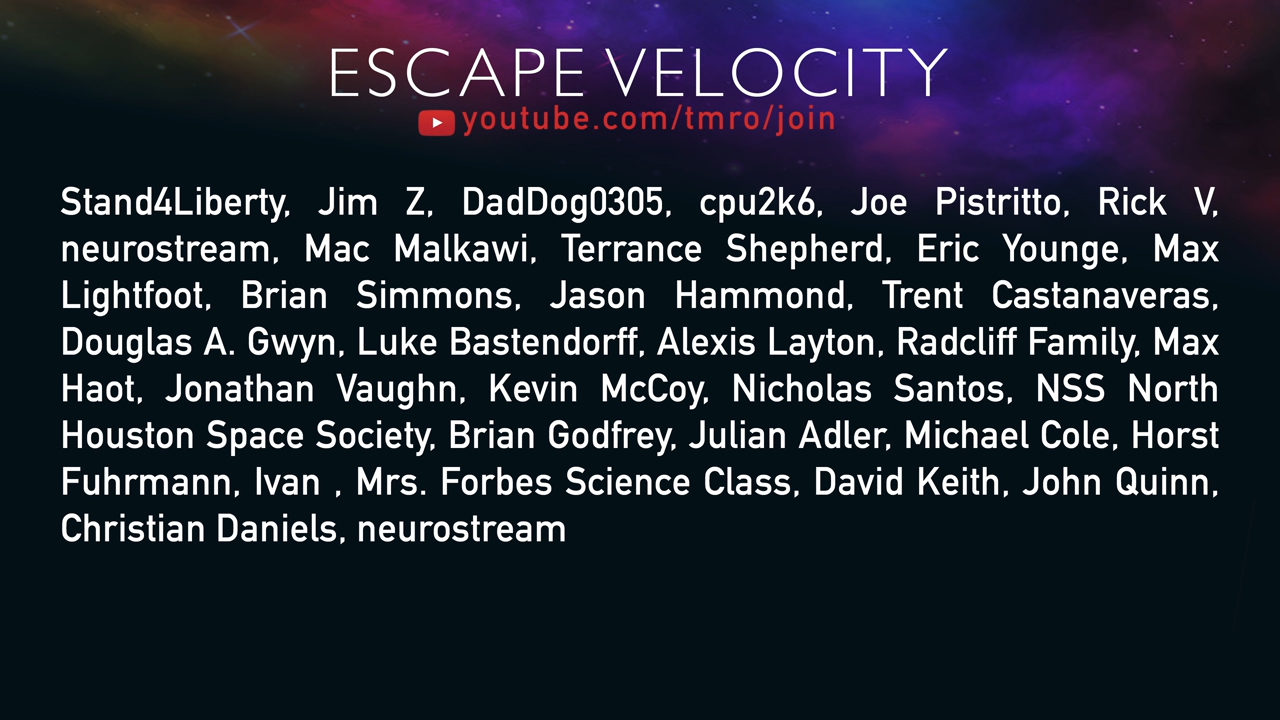 ESCAPE VELOCITY
youtube.com/tmro/join
Stand4Liberty, Jim Z, DadDog0305, cpu2k6, Joe Pistritto, Rick V,
neurostream, Mac Malkawi, Terrance Shepherd, Eric Younge, Max
Lightfoot, Brian Simmons, Jason Hammond, Trent Castanaveras,
Douglas A. Gwyn, Luke Bastendorff, Alexis Layton, Radcliff Family, Max
Haot, Jonathan Vaughn, Kevin McCoy, Nicholas Santos, NSS North
Houston Space Society, Brian Godfrey, Julian Adler, Michael Cole, Horst
Fuhrmann, Ivan , Mrs. Forbes Science Class, David Keith, John Quinn,
Christian Daniels, neurostream